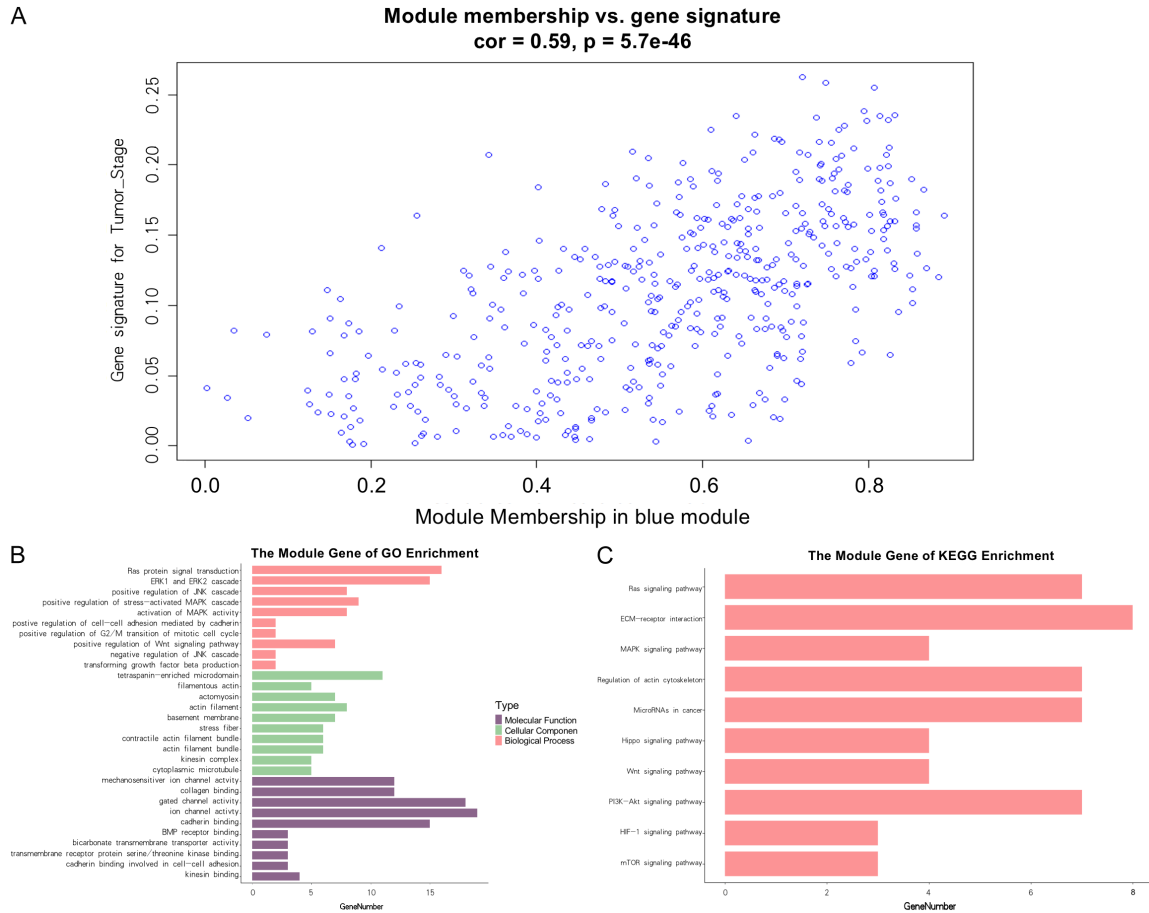 A
Module membership vs. gene signature
cor = 0.59, p = 5.7e-46
Gene signature for Tumor_Stage
0.25
0.20
0.15
0.10
0.05
0.00
0.0 0.2 0.4 0.6 0.8
Module Membership in blue module
B
The Module Gene of GO Enrichment
Ras protein signal transduction
ERK1 and ERK2 cascade
positive regulation of JNK cascade
positive regulation of stress-activated MAPK cascade
activation of MAPK activity
postive regulation of cell-cell adhesion mediated by cadherin
positive regulation of G2/M transition of mitotic cell cycle
positive regulation of Wnt signaling pathway
negative regulation of JNK cascade
transforming growth factor beta production
tetraspanin-enriched microdomain
filamentous actin
actomyosin
actin filament
basement membrane
stress fiber
contractile actin filament bundle
actin filament bundle
kinesin complex
cytoplasmic microtubule
mechanosensitiver ion channel activity
collagen binding
gated channel activity
ion channel activty
cadherin binding
BMP receptor binding
bicarbonate transmembrane transporter activity
transmembrane receptor protein serine/threonine kinase binding
cadherin binding involved in cell-cell adhesion
kinesin binding
0 5 10 15
GeneNumber
Type
Molecular Function
Cellular Componen
Biological Process
C
The Module Gene of KEGG Enrichment
Ras signaling pathway
ECM-receptor interaction
MAPK signaling pathway
Regulation of actin cytoskeleton
MicroRNAs in cancer
Hippo signaling pathway
Wnt signaling pathway
PI3K-Akt signaling pathway
HIF-1 signaling pathway
mTOR signaling pathway
0 2 4 6 8
GeneNumber